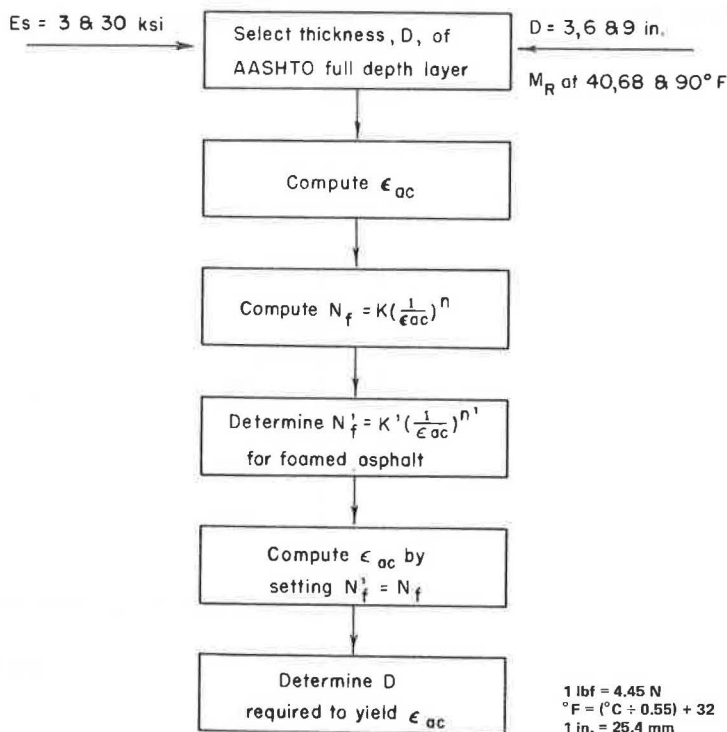 Es = 3 & 30 ksi
Select thickness, D, of
AASHTO full depth layer
D = 3,6 & 9 in.
M_R at 40,68 & 90° F
Compute ε_ac
Compute N_f = K(1/εac)^n
Determine N'_f = K'(1/εac)^n'
for foamed asphalt
Compute ε_ac by
setting N'_f = N_f
Determine D
required to yield ε_ac
1 lbf = 4.45 N
°F = (°C ÷ 0.55) + 32
1 in. = 25.4 mm